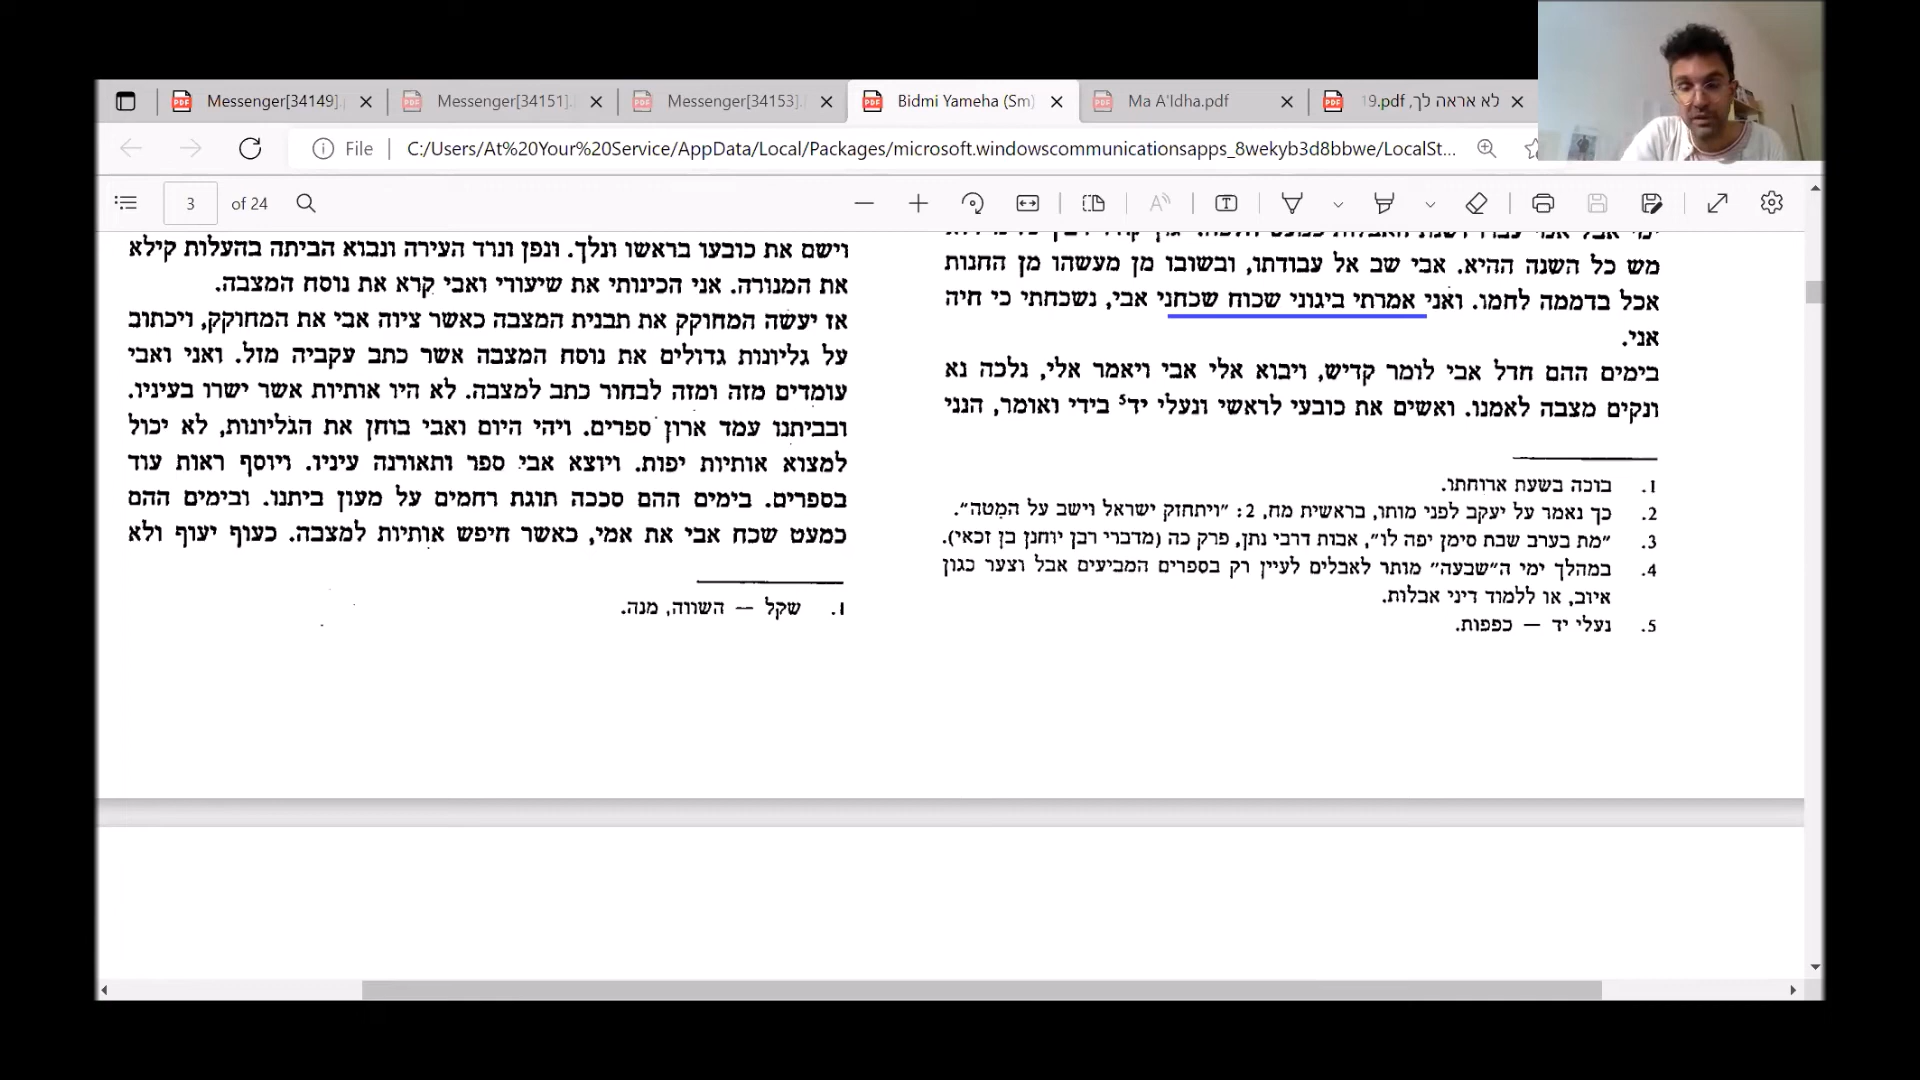 Messenger[34149].
Messenger[34151].
Messenger[34153].
Bidmi Yameha (Sm)
Ma A'Idha.pdf
לא אראה לך, 19.pdf
File
C:/Users/At%20Your%20Service/AppData/Local/Packages/microsoft.windowscommunicationsapps_8wekyb3d8bbwe/LocalSt...
3 of 24
מש כל השנה ההיא. אבי שב אל עבודתו, ובשובו מן מעשהו מן החנות
אכל בדממה לחמו. ואני אמרתי ביגוני שכוח שכחני אבי, נשכחתי כי חיה
אני.
בימים ההם חדל אבי לומר קדיש, ויבוא אלי אבי ויאמר אלי, נלכה נא
ונקים מצבה לאמנו. ואשים את כובעי לראשי ונעלי יד5 בידי ואומר, הנני
1. בוכה בשעת ארוחתו.
2. כך נאמר על יעקב לפני מותו, בראשית מח, 2: "ויתחזק ישראל וישב על המִטה".
3. "מת בערב שבת סימן יפה לו", אבות דרבי נתן, פרק כה (מדברי רבן יוחנן בן זכאי).
4. במהלך ימי ה"שבעה" מותר לאבלים לעיין רק בספרים המביעים אבל וצער כגון
איוב, או ללמוד דיני אבלות.
5. נעלי יד — כפפות.
וישם את כובעו בראשו ונלך. ונפן ונרד העירה ונבוא הביתה בהעלות קילא
את המנורה. אני הכינותי את שיעורי ואבי קרא את נוסח המצבה.
אז יעשה המחוקק את תבנית המצבה כאשר ציוה אבי את המחוקק, ויכתוב
על גליונות גדולים את נוסח המצבה אשר כתב עקביה מזל. ואני ואבי
עומדים מזה ומזה לבחור כתב למצבה. לא היו אותיות אשר ישרו בעיניו.
ובביתנו עמד ארון ספרים. ויהי היום ואבי בוחן את הגליונות, לא יכול
למצוא אותיות יפות. ויוצא אבי ספר ותאורנה עיניו. ויוסף ראות עוד
בספרים. בימים ההם סככה תוגת רחמים על מעון ביתנו. ובימים ההם
כמעט שכח אבי את אמי, כאשר חיפש אותיות למצבה. כעוף יעוף ולא
1. שקל — השווה, מנה.